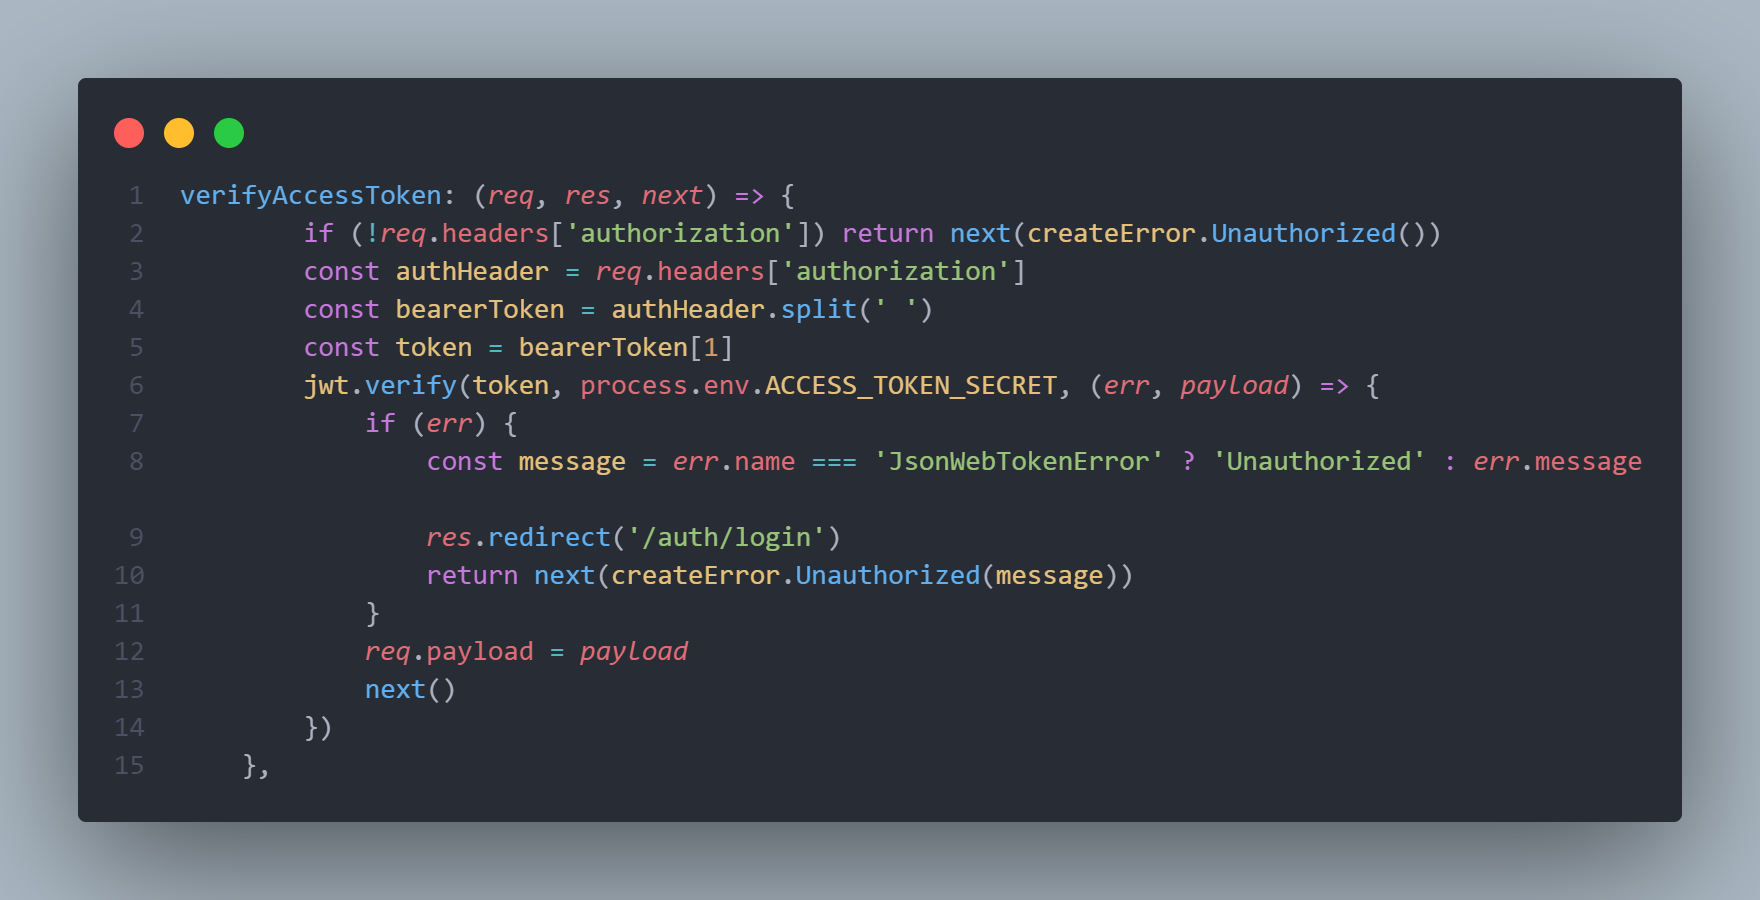 1 verifyAccessToken: (req, res, next) => {
2 if (!req.headers['authorization']) return next(createError.Unauthorized())
3 const authHeader = req.headers['authorization']
4 const bearerToken = authHeader.split(' ')
5 const token = bearerToken[1]
6 jwt.verify(token, process.env.ACCESS_TOKEN_SECRET, (err, payload) => {
7 if (err) {
8 const message = err.name === 'JsonWebTokenError' ? 'Unauthorized' : err.message
9 res.redirect('/auth/login')
10 return next(createError.Unauthorized(message))
11 }
12 req.payload = payload
13 next()
14 })
15 },